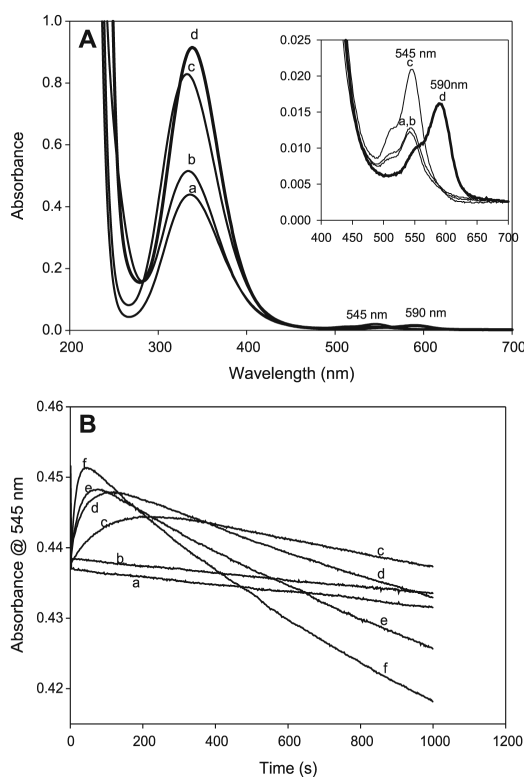 A
1.0
0.8
0.6
0.4
0.2
0.0
Absorbance
d
c
b
a
545 nm
590 nm
200
300
400
500
600
700
Wavelength (nm)
0.025
0.020
0.015
0.010
0.005
0.000
545 nm
c
590nm
d
a,b
400
450
500
550
600
650
700
B
0.46
0.45
0.44
0.43
0.42
Absorbance @ 545 nm
f
e
d
c
b
a
c
d
e
f
0
200
400
600
800
1000
1200
Time (s)